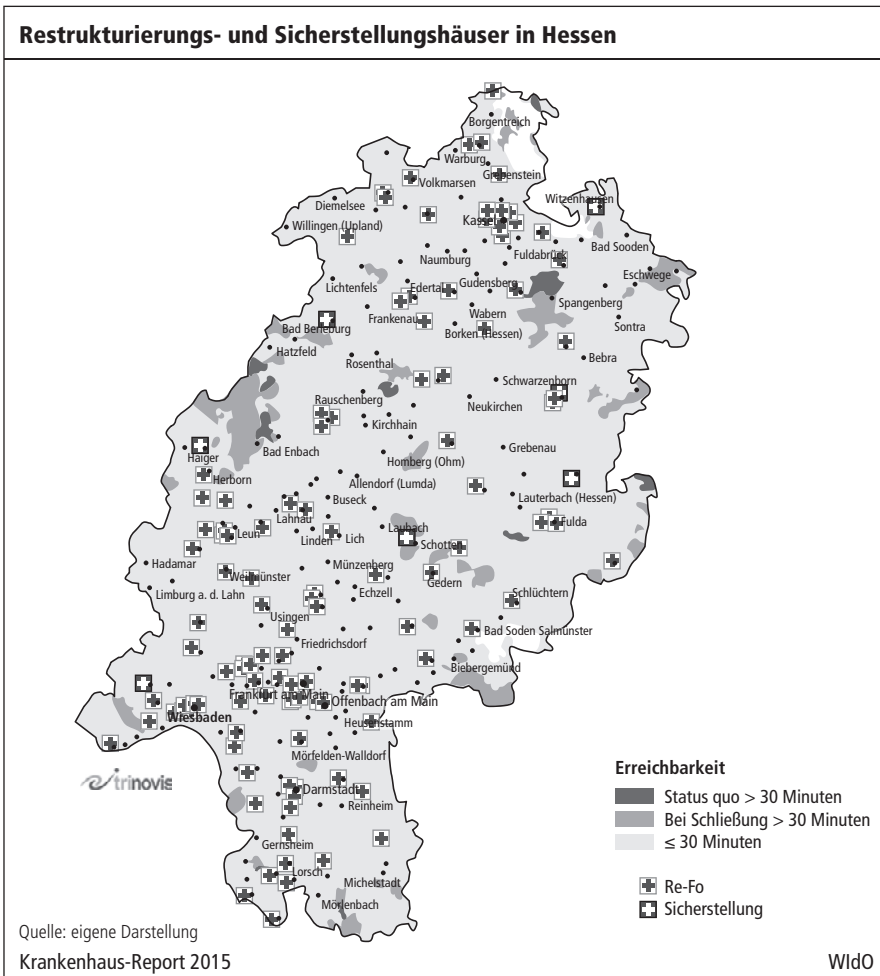 Restrukturierungs- und Sicherstellungshäuser in Hessen
Borgentreich
Warburg
Grebenstein
Volkmarsen
Witzenhausen
Diemelsee
Kassel
Willingen (Upland)
Bad Sooden
Fuldabrück
Naumburg
Eschwege
Lichtenfels
Edertal
Gudensberg
Spangenberg
Frankenau
Wabern
Sontra
Bad Berleburg
Borken (Hessen)
Hatzfeld
Bebra
Rosenthal
Schwarzenborn
Rauschenberg
Neukirchen
Kirchhain
Bad Enbach
Grebenau
Haiger
Homberg (Ohm)
Herborn
Allendorf (Lumda)
Buseck
Lauterbach (Hessen)
Lahnau
Laubach
Fulda
Leun
Linden
Lich
Schotten
Hadamar
Münzenberg
Weilmünster
Gedern
Limburg a. d. Lahn
Echzell
Schlüchtern
Usingen
Bad Soden Salmünster
Friedrichsdorf
Biebergemünd
Frankfurt am Main
Offenbach am Main
Wiesbaden
Heusenstamm
Mörfelden-Walldorf
trinovis
Darmstadt
Reinheim
Gernsheim
Lorsch
Michelstadt
Mörlenbach
Erreichbarkeit
Status quo > 30 Minuten
Bei Schließung > 30 Minuten
≤ 30 Minuten
Re-Fo
Sicherstellung
Quelle: eigene Darstellung
Krankenhaus-Report 2015
WIdO